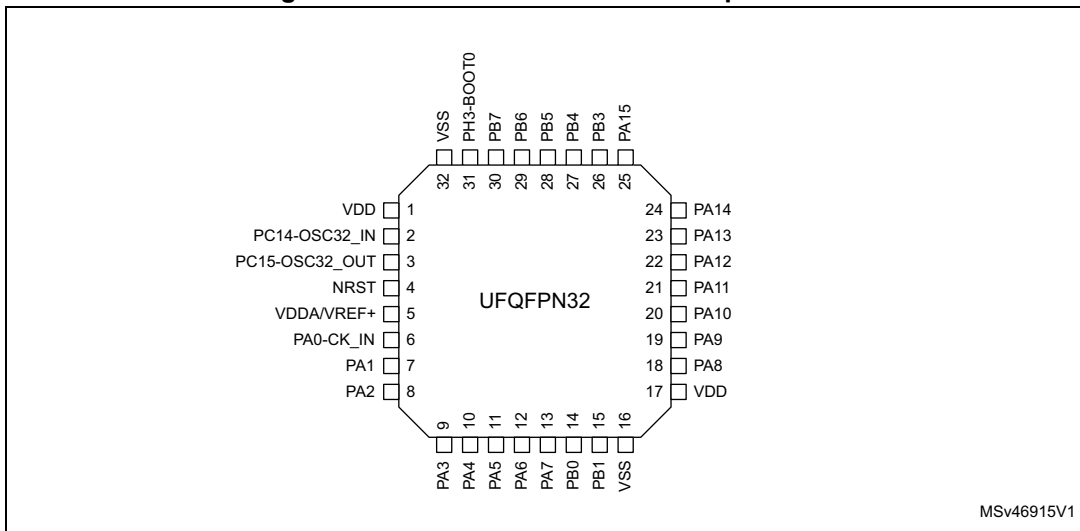 VSS
PH3-BOOT0
PB7
PB6
PB5
PB4
PB3
PA15
32
31
30
29
28
27
26
25
VDD 1
PC14-OSC32_IN 2
PC15-OSC32_OUT 3
NRST 4
VDDA/VREF+ 5
PA0-CK_IN 6
PA1 7
PA2 8
UFQFPN32
24 PA14
23 PA13
22 PA12
21 PA11
20 PA10
19 PA9
18 PA8
17 VDD
9
10
11
12
13
14
15
16
PA3
PA4
PA5
PA6
PA7
PB0
PB1
VSS
MSv46915V1